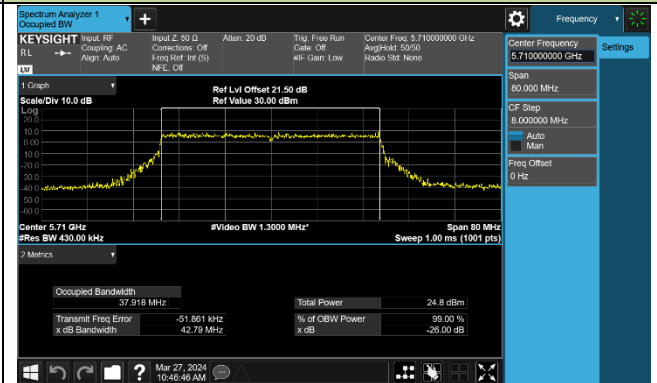 Spectrum Analyzer 1
Occupied BW
+
Frequency
KEYSIGHT
RL
Input: RF
Coupling: AC
Align: Auto
Input Z: 50 Ω
Corrections: Off
Freq Ref: Int (S)
NFE: Off
Atten: 20 dB
Trig: Free Run
Gate: Off
#IF Gain: Low
Center Freq: 5.710000000 GHz
Avg|Hold: 50/50
Radio Std: None
LXI
Center Frequency
5.710000000 GHz
Settings
Span
80.000 MHz
CF Step
8.000000 MHz
Auto
Man
Freq Offset
0 Hz
1 Graph
Scale/Div 10.0 dB
Ref Lvl Offset 21.50 dB
Ref Value 30.00 dBm
Log
20.0
10.0
0.00
-10.0
-20.0
-30.0
-40.0
-50.0
-60.0
Center 5.71 GHz
#Res BW 430.00 kHz
#Video BW 1.3000 MHz*
Span 80 MHz
Sweep 1.00 ms (1001 pts)
2 Metrics
Occupied Bandwidth
37.918 MHz
Total Power 24.8 dBm
Transmit Freq Error -51.861 kHz
% of OBW Power 99.00 %
x dB Bandwidth 42.79 MHz
x dB -26.00 dB
?
Mar 27, 2024
10:46:46 AM